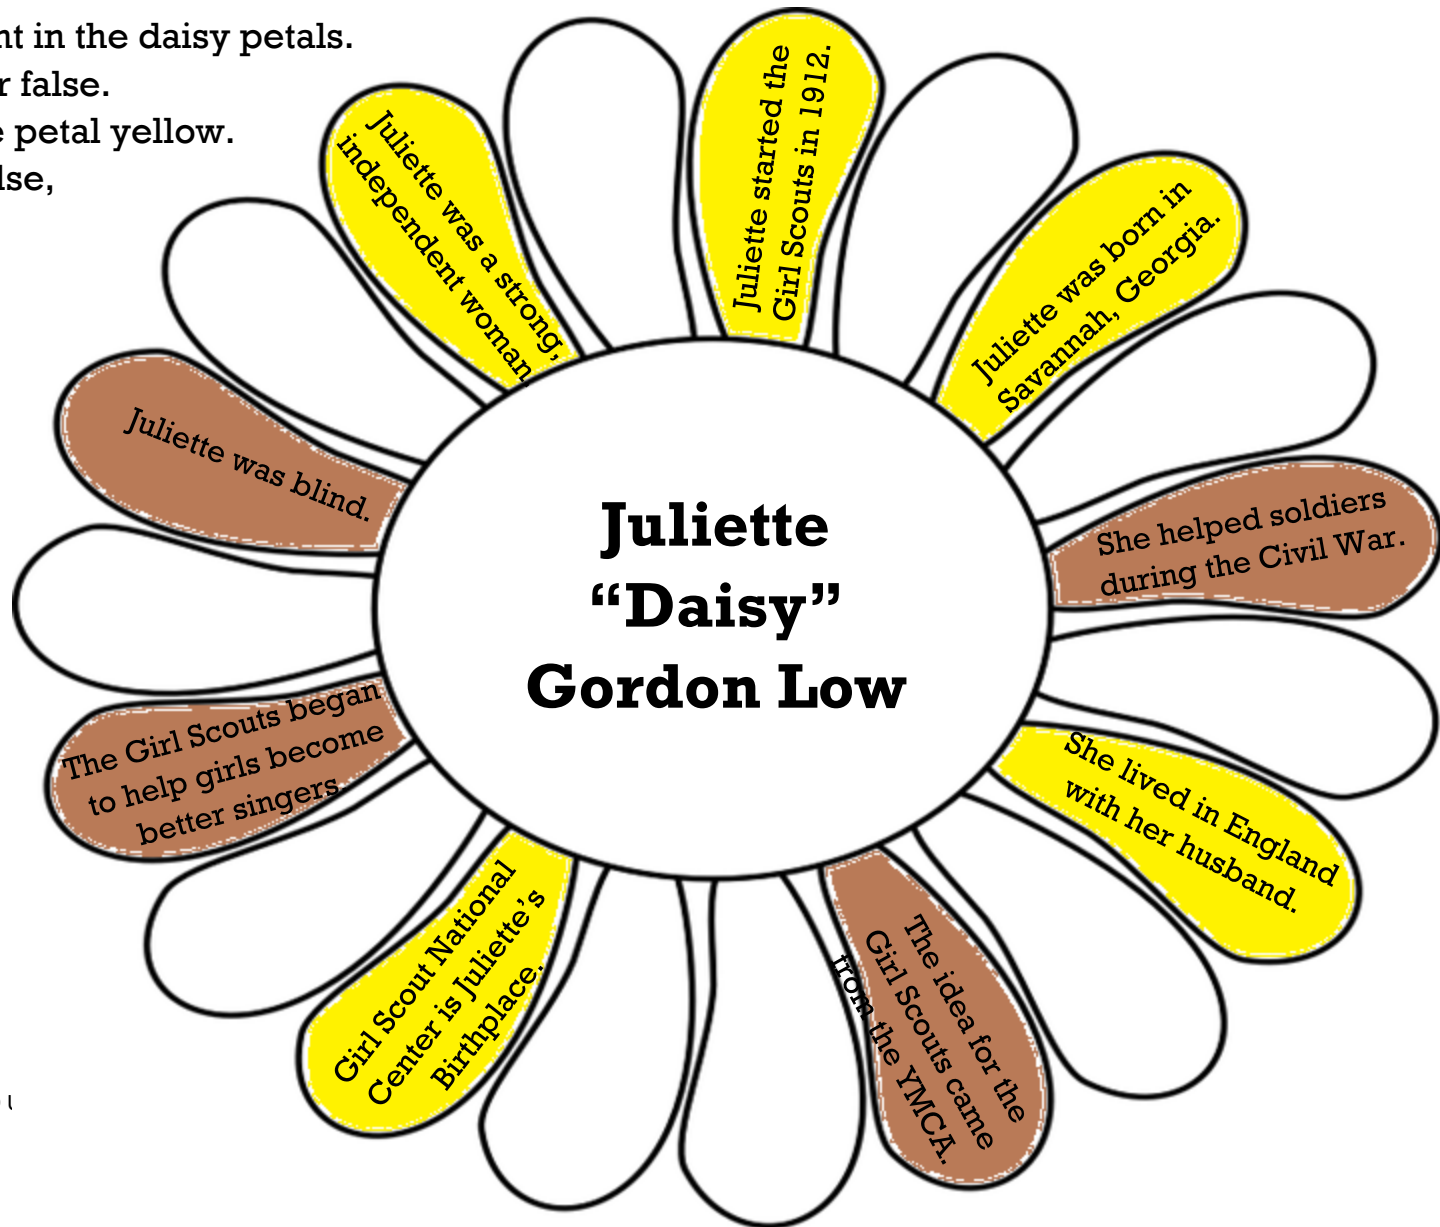 in the daisy petals.
false.
petal yellow.
Juliette was a strong,
independent woman
Juliette started the
Girl Scouts in 1912.
Juliette was born in
Savannah, Georgia.
Juliette was blind.
She helped soldiers
during the Civil War.
Juliette
“Daisy”
Gordon Low
The Girl Scouts began
to help girls become
better singers.
She lived in England
with her husband.
Girl Scout National
Center is Juliette’s
Birthplace.
The idea for the
Girl Scouts came
from the YMCA.